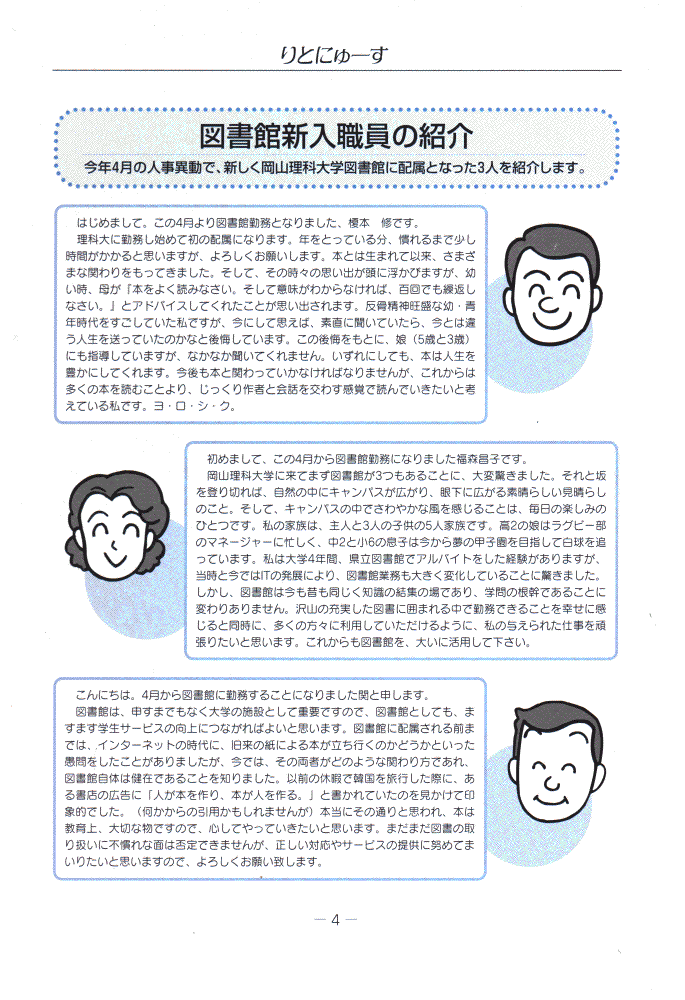 りとにゅーす
図書館新入職員の紹介
今年4月の人事異動で、新しく岡山理科大学図書館に配属となった3人を紹介します。
はじめまして。この4月より図書館勤務となりました、榎本　修です。
理科大に勤務し始めて初の配属になります。年をとっている分、慣れるまで少し
時間がかかると思いますが、よろしくお願いします。本とは生まれて以来、さまざ
まな関わりをもってきました。そして、その時々の思い出が頭に浮かびますが、幼
い時、母が『本をよく読みなさい。そして意味がわからなければ、百回でも繰返し
なさい。』とアドバイスしてくれたことが思い出されます。反骨精神旺盛な幼・青
年時代をすごしていた私ですが、今にして思えば、素直に聞いていたら、今とは違
う人生を送っていたのかなと後悔しています。この後悔をもとに、娘（5歳と3歳）
にも指導していますが、なかなか聞いてくれません。いずれにしても、本は人生を
豊かにしてくれます。今後も本と関わっていかなければなりませんが、これからは
多くの本を読むことより、じっくり作者と会話を交わす感覚で読んでいきたいと考
えている私です。ヨ・ロ・シ・ク。
初めまして、この4月から図書館勤務になりました福森昌子です。
岡山理科大学に来てまず図書館が3つもあることに、大変驚きました。それと坂
を登り切れば、自然の中にキャンパスが広がり、眼下に広がる素晴らしい見晴らし
のこと。そして、キャンパスの中でさわやかな風を感じることは、毎日の楽しみの
ひとつです。私の家族は、主人と3人の子供の5人家族です。高2の娘はラグビー部
のマネージャーに忙しく、中2と小6の息子は今から夢の甲子園を目指して白球を追
っています。私は大学4年間、県立図書館でアルバイトをした経験がありますが、
当時と今ではITの発展により、図書館業務も大きく変化していることに驚きました。
しかし、図書館は今も昔も同じく知識の結集の場であり、学問の根幹であることに
変わりありません。沢山の充実した図書に囲まれる中で勤務できることを幸せに感
じると同時に、多くの方々に利用していただけるように、私の与えられた仕事を頑
張りたいと思います。これからも図書館を、大いに活用して下さい。
こんにちは。4月から図書館に勤務することになりました関と申します。
図書館は、申すまでもなく大学の施設として重要ですので、図書館としても、ま
すます学生サービスの向上につながればよいと思います。図書館に配属される前ま
では、インターネットの時代に、旧来の紙による本が立ち行くのかどうかといった
愚問をしたことがありましたが、今では、その両者がどのような関わり方であれ、
図書館自体は健在であることを知りました。以前の休暇で韓国を旅行した際に、あ
る書店の広告に「人が本を作り、本が人を作る。」と書かれていたのを見かけて印
象的でした。（何かからの引用かもしれませんが）本当にその通りと思われ、本は
教育上、大切な物ですので、心してやっていきたいと思います。まだまだ図書の取
り扱いに不慣れな面は否定できませんが、正しい対応やサービスの提供に努めてま
いりたいと思いますので、よろしくお願い致します。
― 4 ―